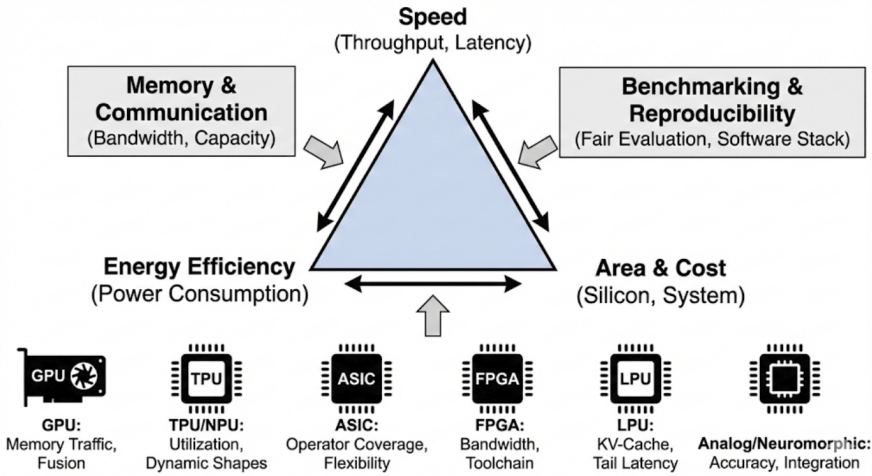 Speed
(Throughput, Latency)
Memory &
Communication
(Bandwidth, Capacity)
Benchmarking &
Reproducibility
(Fair Evaluation, Software Stack)
Energy Efficiency
(Power Consumption)
Area & Cost
(Silicon, System)
GPU
TPU
ASIC
FPGA
LPU
GPU:
Memory Traffic,
Fusion
TPU/NPU:
Utilization,
Dynamic Shapes
ASIC:
Operator Coverage,
Flexibility
FPGA:
Bandwidth,
Toolchain
LPU:
KV-Cache,
Tail Latency
Analog/Neuromorphic:
Accuracy, Integration